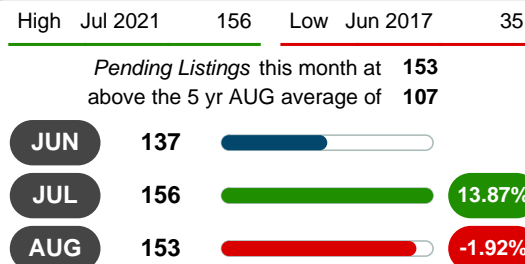 High Jul 2021 156 Low Jun 2017 35
Pending Listings this month at 153
above the 5 yr AUG average of 107
JUN 137
JUL 156 13.87%
AUG 153 -1.92%